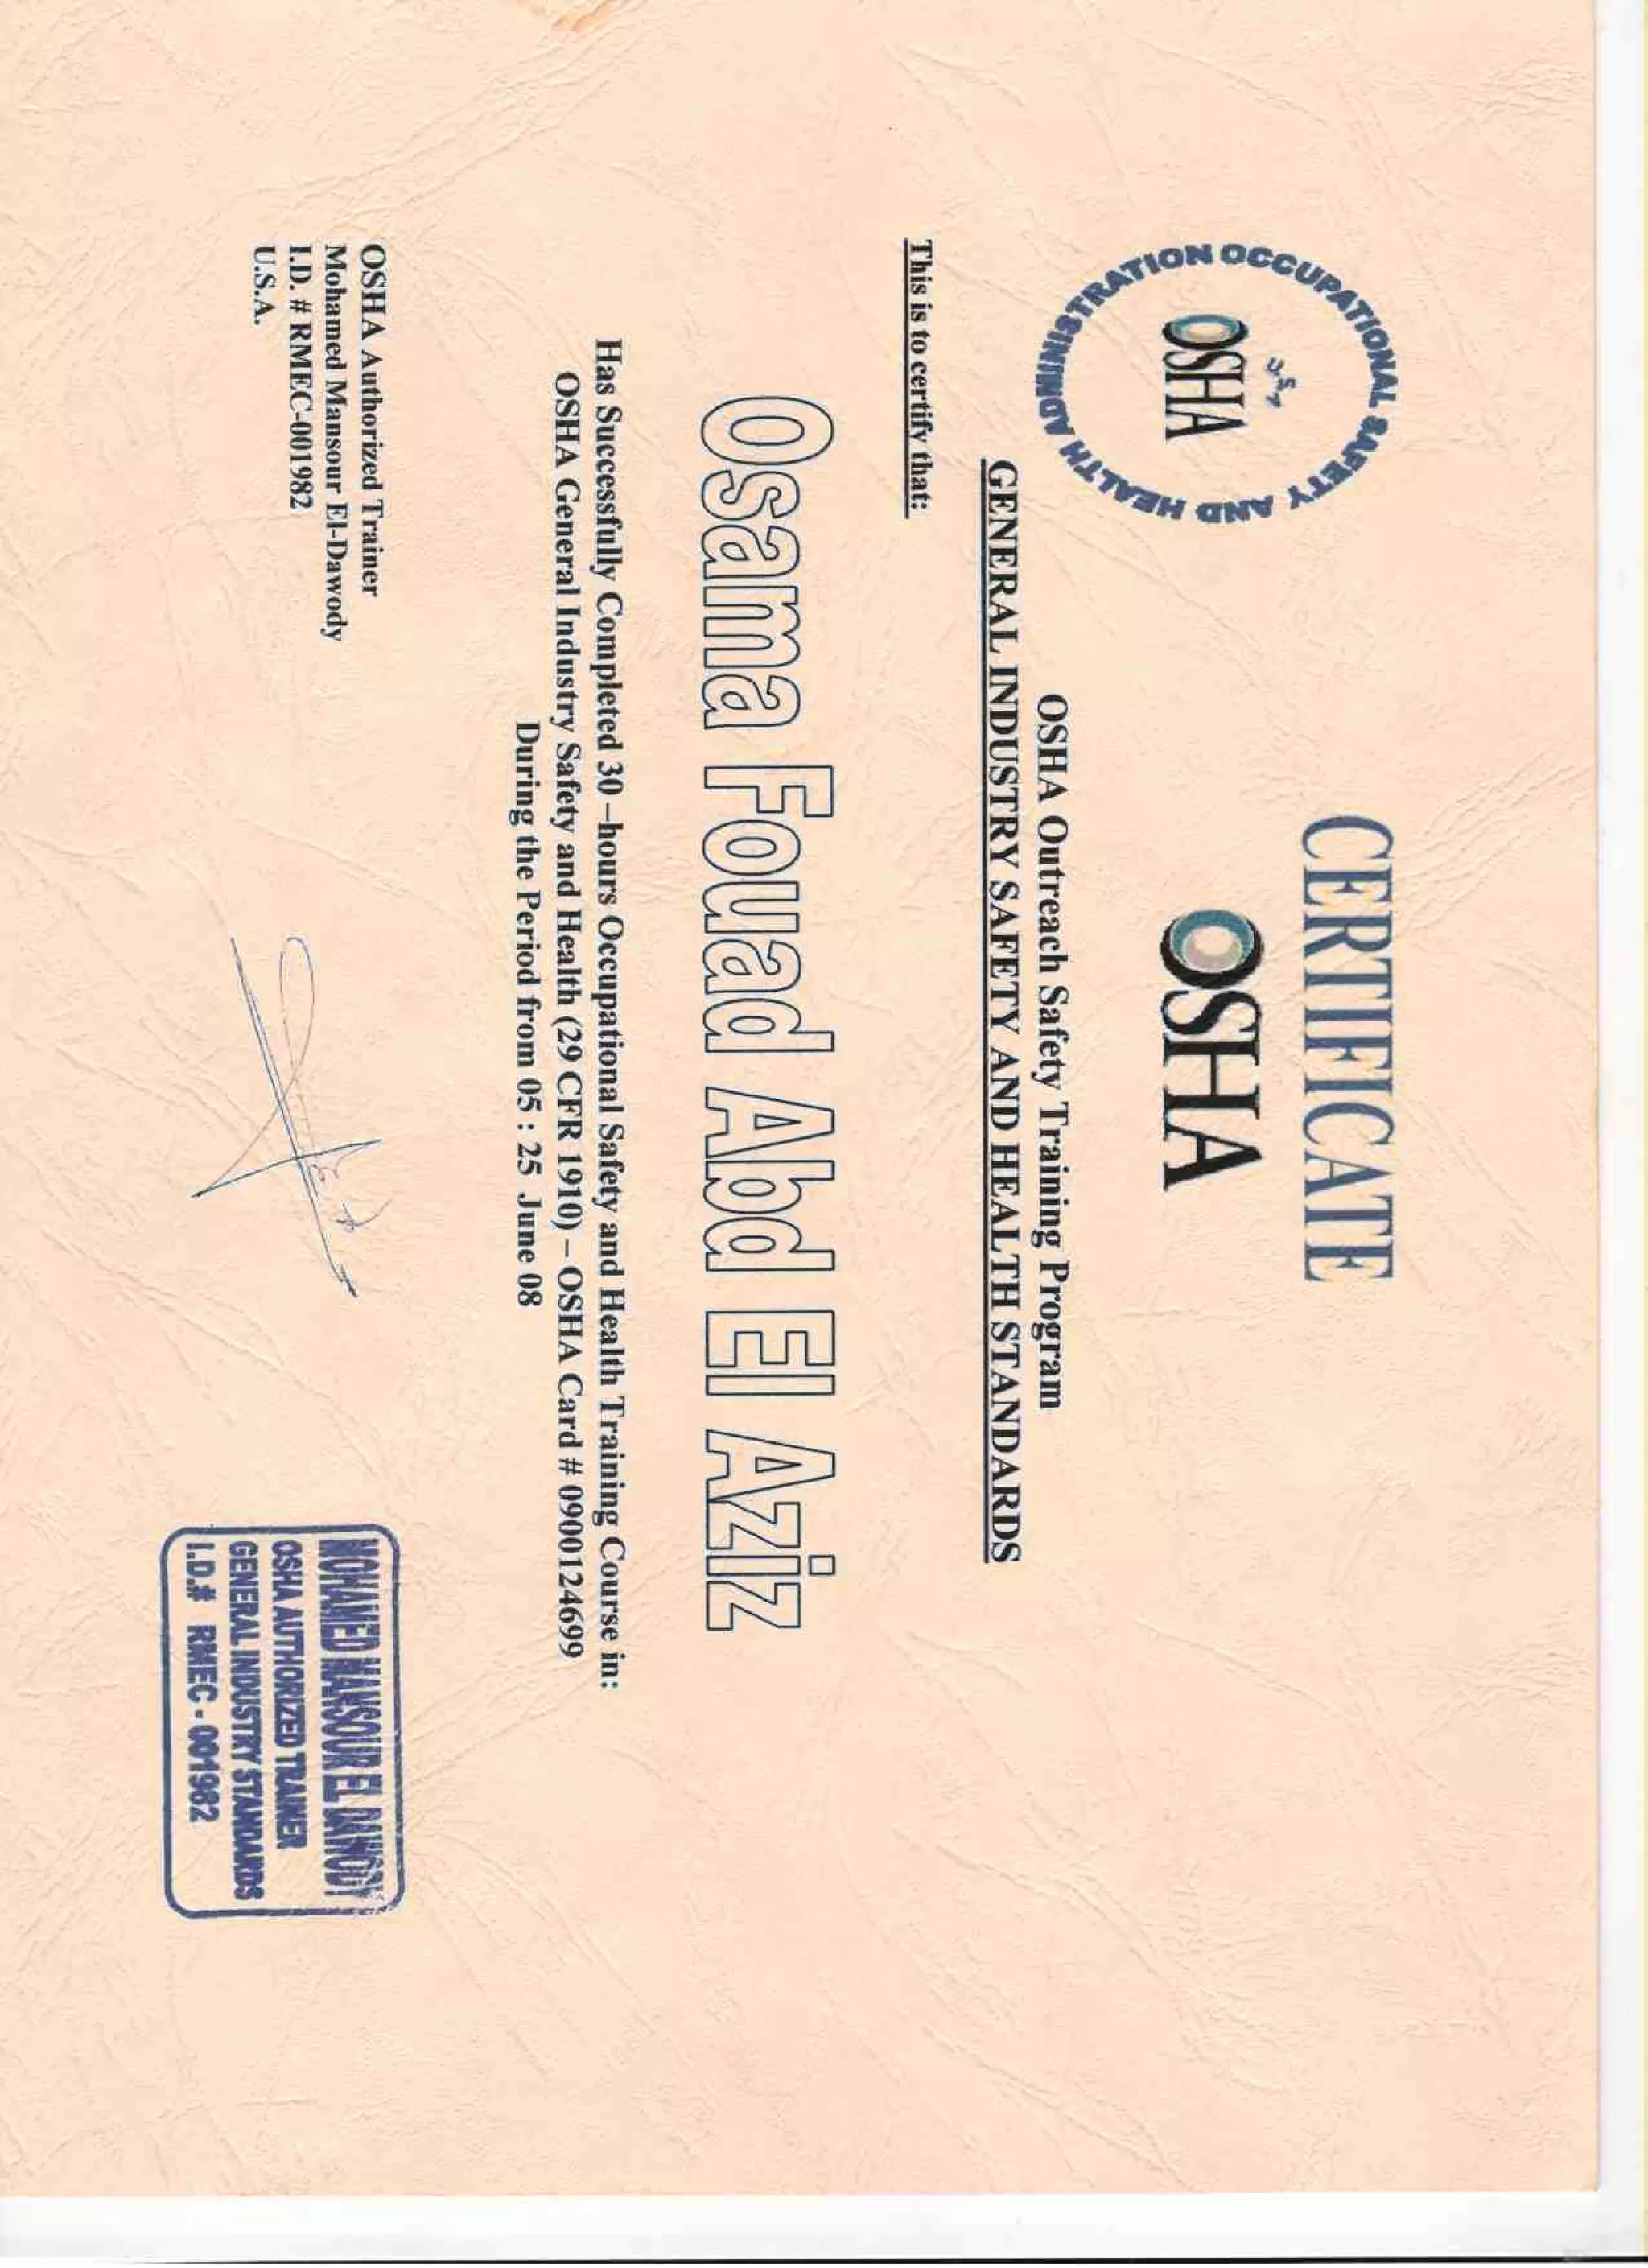 CERTIFICATE
OCCUPATIONAL SAFETY AND HEALTH ADMINISTRATION
U.S.
OSHA
OSHA
OSHA Outreach Safety Training Program
GENERAL INDUSTRY SAFETY AND HEALTH STANDARDS
This is to certify that:
Osama Fouad Abd El Aziz
Has Successfully Completed 30 –hours Occupational Safety and Health Training Course in:
OSHA General Industry Safety and Health (29 CFR 1910) – OSHA Card # 0900124699
During the Period from 05 : 25 June 08
OSHA Authorized Trainer
Mohamed Mansour El-Dawody
I.D. # RMEC-001982
U.S.A.
MOHAMED MANSOUR EL DAWODY
OSHA AUTHORIZED TRAINER
GENERAL INDUSTRY STANDARDS
I.D.# RMEC - 001982